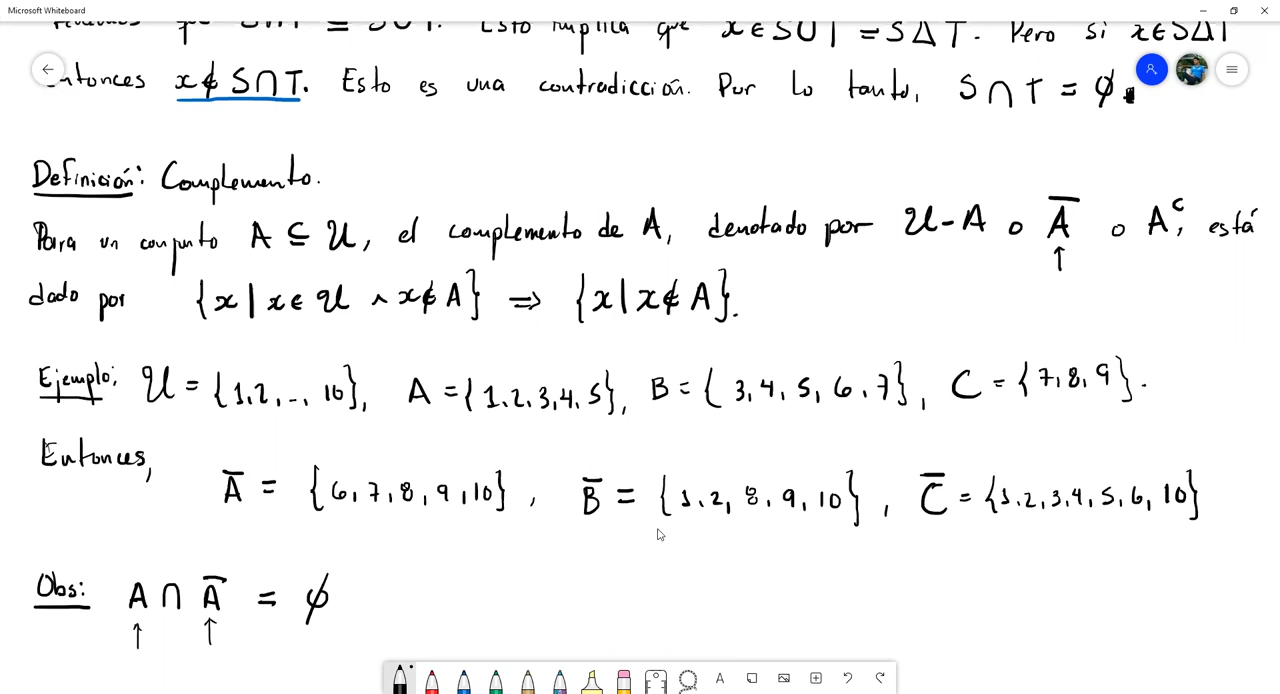 Microsoft Whiteboard
que S∩T ⊆ S∪T. Esto implica que x∈S∪T = S△T. Pero si x∈S△T
entonces x∉S∩T. Esto es una contradicción. Por lo tanto, S∩T = ∅.
Definición: Complemento.
Para un conjunto A ⊆ U, el complemento de A, denotado por U-A o A̅ o Aᶜ, está
↑
dado por {x | x∈U ∧ x∉A} ⇒ {x | x∉A}.
Ejemplo: U = {1,2,..,10}, A = {1,2,3,4,5}, B = {3,4,5,6,7}, C = {7,8,9}.
Entonces,
A̅ = {6,7,8,9,10}, B̅ = {1,2,8,9,10}, C̅ = {1,2,3,4,5,6,10}
Obs: A ∩ A̅ = ∅
↑ ↑
A